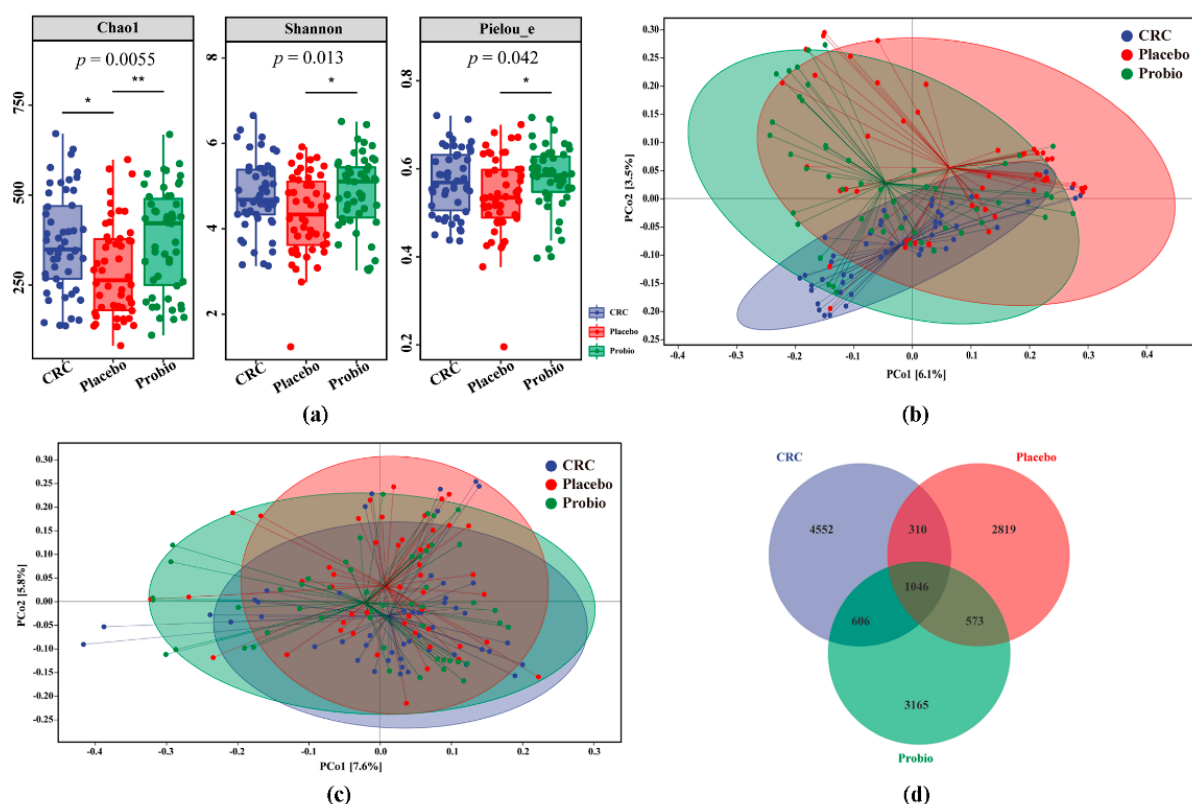 Chao1
Shannon
Pielou_e
p = 0.0055
p = 0.013
p = 0.042
*
**
*
*
750
500
250
8
6
4
2
0.8
0.6
0.4
0.2
CRC
Placebo
Probio
CRC
Placebo
Probio
CRC
Placebo
Probio
CRC
Placebo
Probio
(a)
CRC
Placebo
Probio
0.30
0.25
0.20
0.15
0.10
0.05
0.00
-0.05
-0.10
-0.15
-0.20
0.25
PCo2 [3.5%]
-0.4
-0.3
-0.2
-0.1
0.0
0.1
0.2
0.3
0.4
PCo1 [6.1%]
(b)
CRC
Placebo
Probio
0.30
0.25
0.20
0.15
0.10
0.05
0.00
-0.05
-0.10
-0.15
-0.20
-0.25
PCo2 [5.8%]
-0.4
-0.3
-0.2
-0.1
0.0
0.1
0.2
0.3
PCo1 [7.6%]
(c)
CRC
Placebo
4552
310
2819
1046
606
573
3165
Probio
(d)